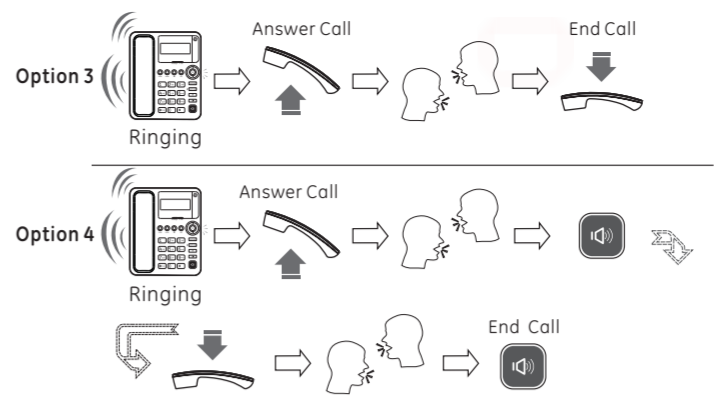 Answer Call
End Call
Option 3
Ringing
Answer Call
Option 4
Ringing
End Call